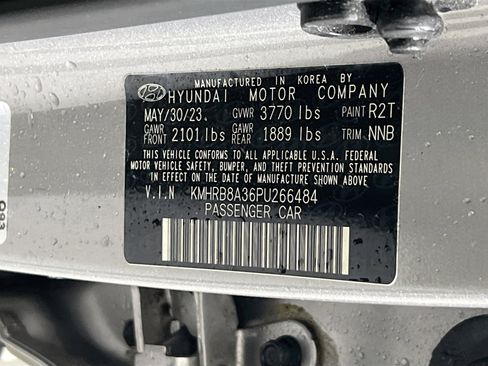 MANUFACTURED IN KOREA BY
HYUNDAI MOTOR COMPANY
MAY/30/23. GVWR 3770 lbs PAINT R2T
GAWR FRONT 2101 lbs GAWR REAR 1889 lbs TRIM NNB
THIS VEHICLE CONFORMS TO ALL APPLICABLE U.S.A. FEDERAL
MOTOR VEHICLE SAFETY, BUMPER, AND THEFT PREVENTION
STANDARDS IN EFFECT ON THE DATE OF MANUFACTURE SHOWN ABOVE.
V.I.N KMHRB8A36PU266484
PASSENGER CAR